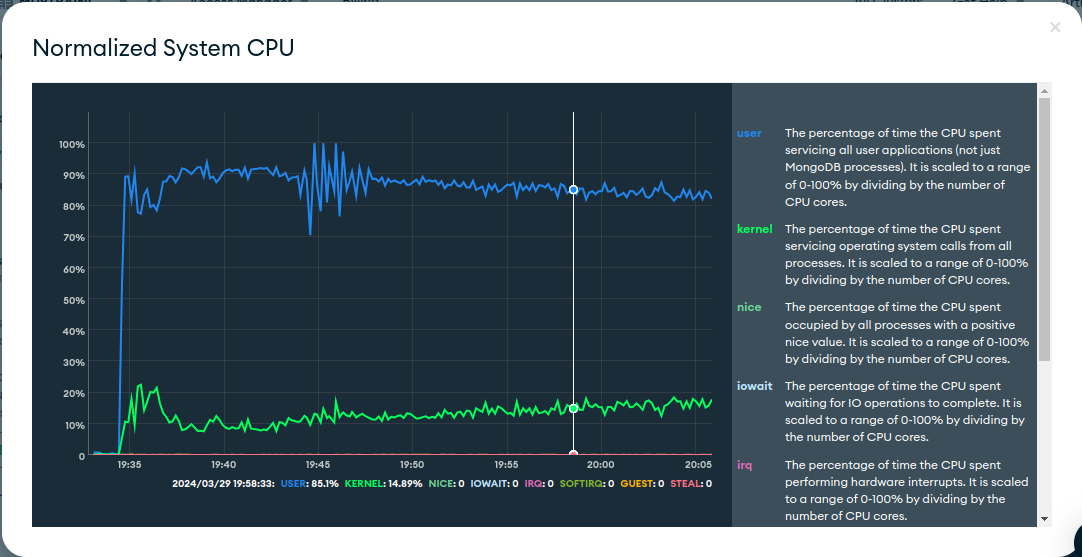 Normalized System CPU
×
100%
90%
80%
70%
60%
50%
40%
30%
20%
10%
0
19:35 19:40 19:45 19:50 19:55 20:00 20:05
2024/03/29 19:58:33: USER: 85.1% KERNEL: 14.89% NICE: 0 IOWAIT: 0 IRQ: 0 SOFTIRQ: 0 GUEST: 0 STEAL: 0
user The percentage of time the CPU spent
servicing all user applications (not just
MongoDB processes). It is scaled to a range
of 0-100% by dividing by the number of
CPU cores.
kernel The percentage of time the CPU spent
servicing operating system calls from all
processes. It is scaled to a range of 0-100%
by dividing by the number of CPU cores.
nice The percentage of time the CPU spent
occupied by all processes with a positive
nice value. It is scaled to a range of 0-100%
by dividing by the number of CPU cores.
iowait The percentage of time the CPU spent
waiting for IO operations to complete. It is
scaled to a range of 0-100% by dividing by
the number of CPU cores.
irq The percentage of time the CPU spent
performing hardware interrupts. It is scaled
to a range of 0-100% by dividing by the
number of CPU cores.